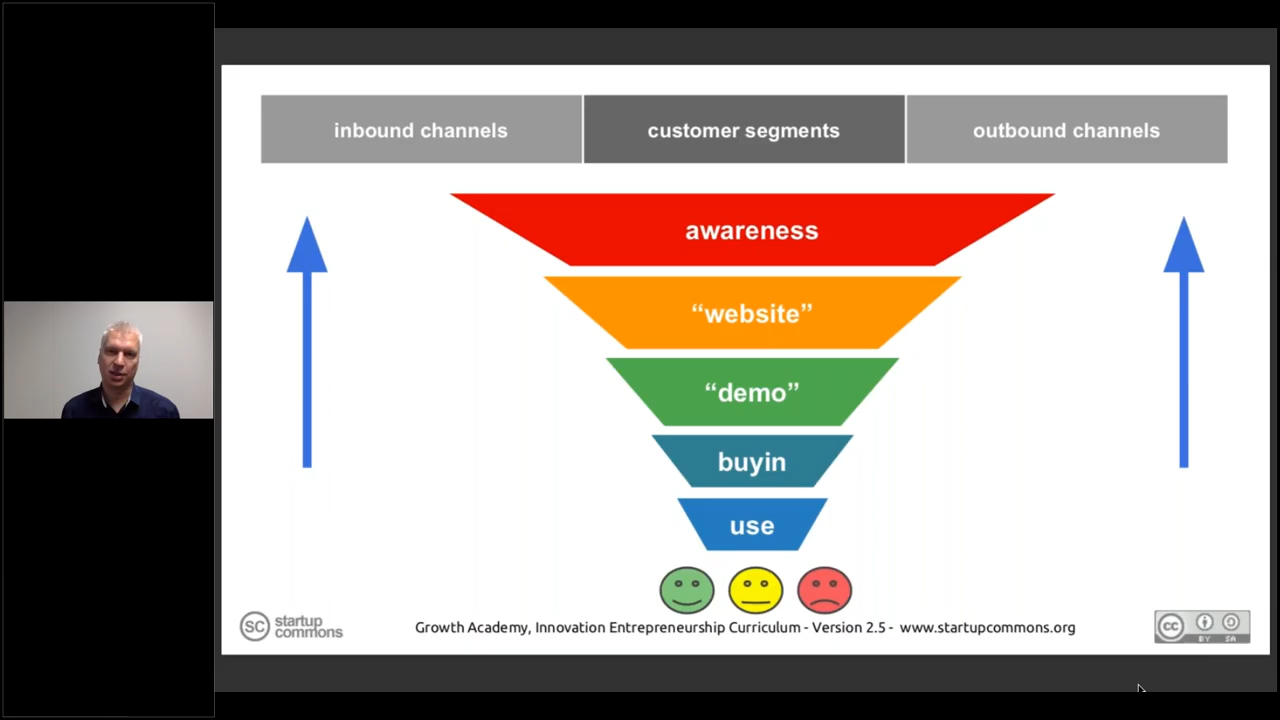 inbound channels
customer segments
outbound channels
awareness
“website”
“demo”
buyin
use
SC startup
commons
Growth Academy, Innovation Entrepreneurship Curriculum - Version 2.5 - www.startupcommons.org
cc
BY SA